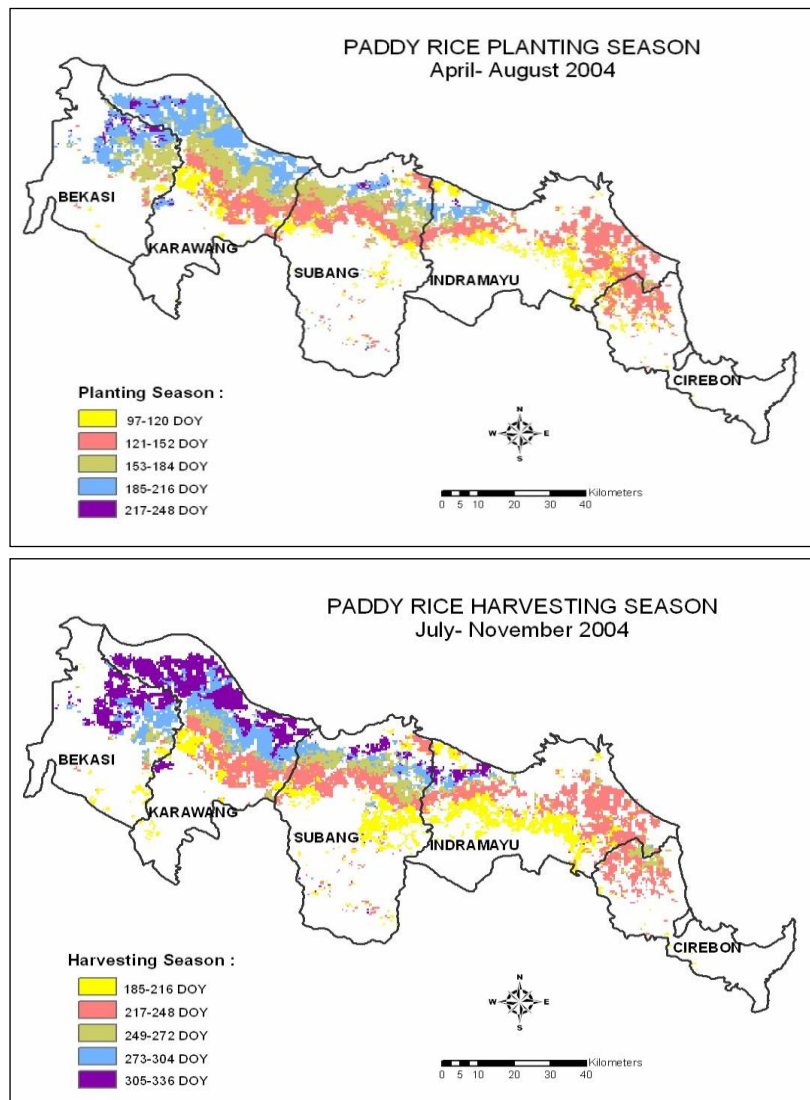 PADDY RICE PLANTING SEASON
April- August 2004
BEKASI
KARAWANG
SUBANG
INDRAMAYU
CIREBON
Planting Season :
97-120 DOY
121-152 DOY
153-184 DOY
185-216 DOY
217-248 DOY
N
W E
S
Kilometers
0 5 10 20 30 40
PADDY RICE HARVESTING SEASON
July- November 2004
BEKASI
KARAWANG
SUBANG
INDRAMAYU
CIREBON
Harvesting Season :
185-216 DOY
217-248 DOY
249-272 DOY
273-304 DOY
305-336 DOY
N
W E
S
Kilometers
0 5 10 20 30 40